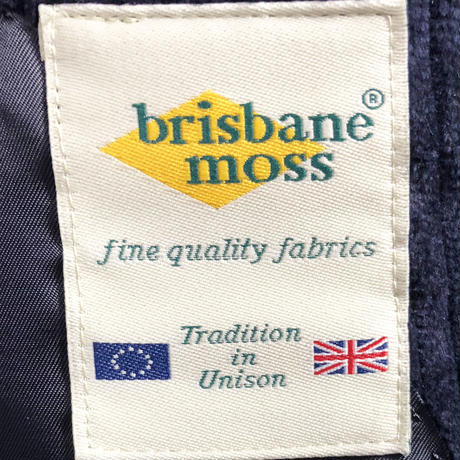 brisbane®
moss
fine quality fabrics
Tradition
in
Unison